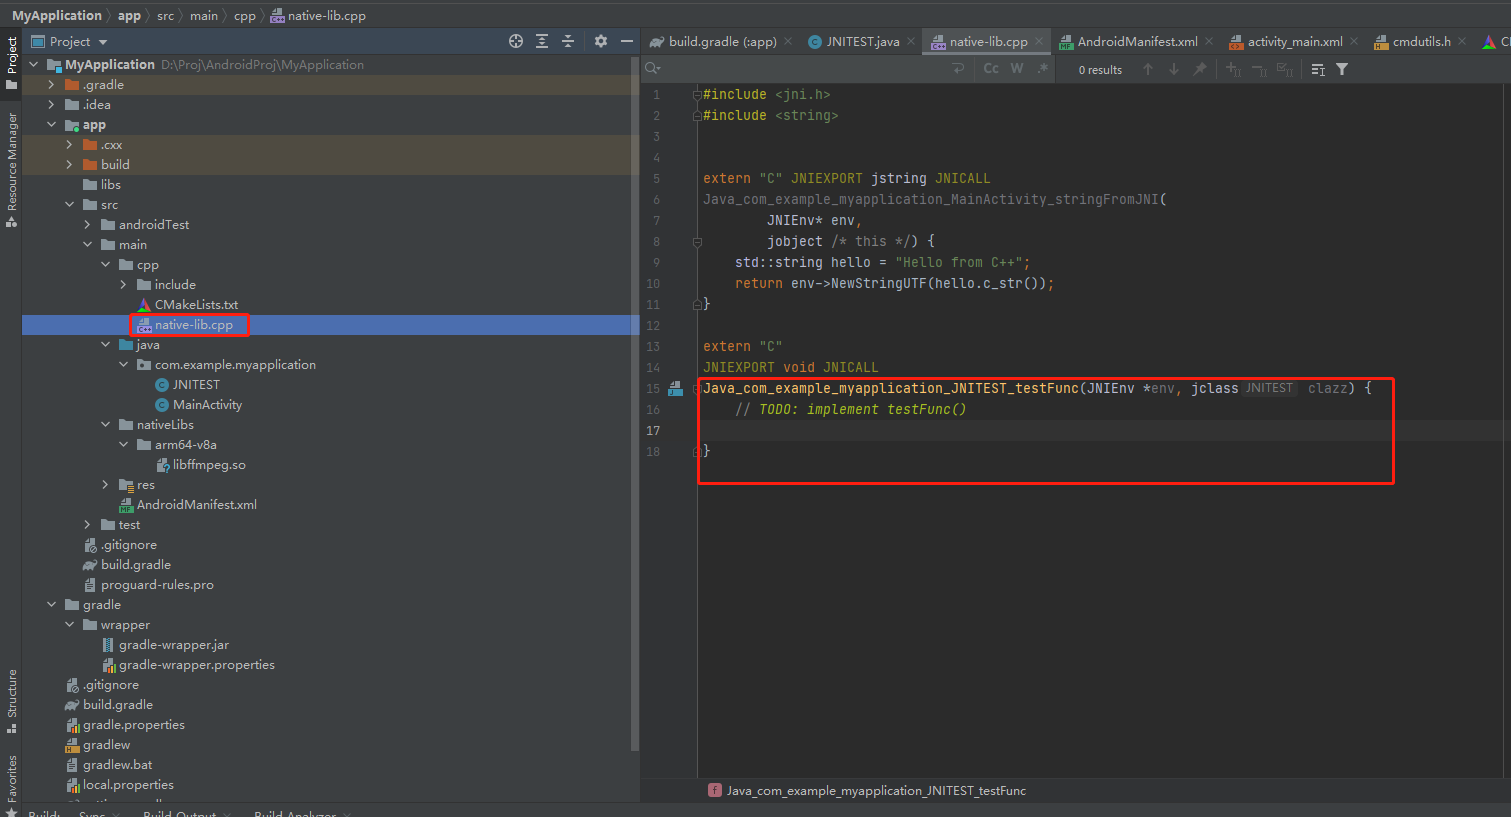 MyApplication app src main cpp native-lib.cpp
Project
build.gradle (:app)
JNITEST.java
native-lib.cpp
AndroidManifest.xml
activity_main.xml
cmdutils.h
Cc W .* 0 results
Project
Resource Manager
Structure
Favorites
MyApplication D:\Proj\AndroidProj\MyApplication
.gradle
.idea
app
.cxx
build
libs
src
androidTest
main
cpp
include
CMakeLists.txt
native-lib.cpp
java
com.example.myapplication
JNITEST
MainActivity
nativeLibs
arm64-v8a
libffmpeg.so
res
AndroidManifest.xml
test
.gitignore
build.gradle
proguard-rules.pro
gradle
wrapper
gradle-wrapper.jar
gradle-wrapper.properties
.gitignore
build.gradle
gradle.properties
gradlew
gradlew.bat
local.properties
1 #include <jni.h>
2 #include <string>
3
4
5 extern "C" JNIEXPORT jstring JNICALL
6 Java_com_example_myapplication_MainActivity_stringFromJNI(
7 JNIEnv* env,
8 jobject /* this */) {
9 std::string hello = "Hello from C++";
10 return env->NewStringUTF(hello.c_str());
11 }
12
13 extern "C"
14 JNIEXPORT void JNICALL
15 Java_com_example_myapplication_JNITEST_testFunc(JNIEnv *env, jclass JNITEST clazz) {
16 // TODO: implement testFunc()
17
18 }
f Java_com_example_myapplication_JNITEST_testFunc
Build: Sync Build Output Build Analyzer